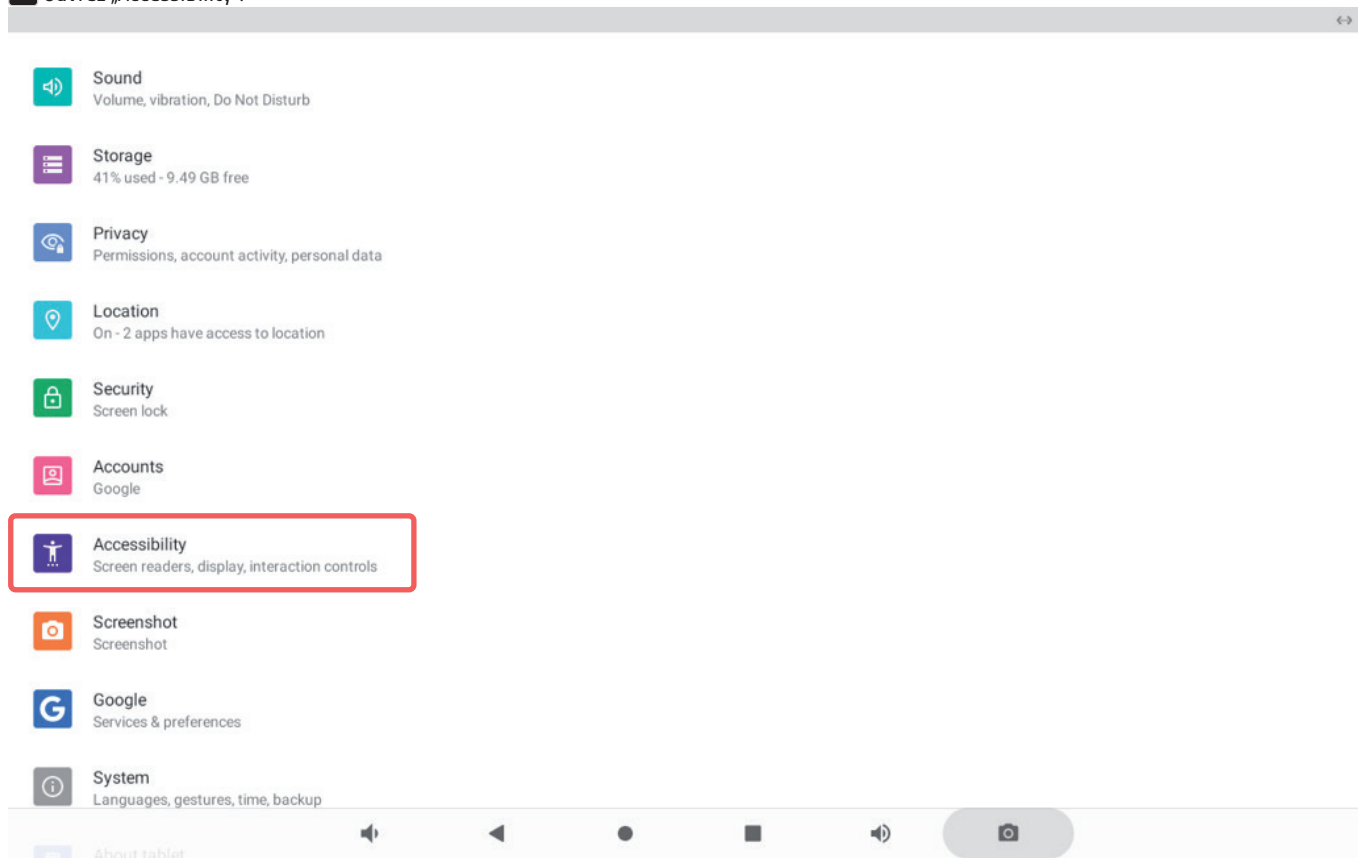 Sound
Volume, vibration, Do Not Disturb
Storage
41% used - 9.49 GB free
Privacy
Permissions, account activity, personal data
Location
On - 2 apps have access to location
Security
Screen lock
Accounts
Google
Accessibility
Screen readers, display, interaction controls
Screenshot
Screenshot
Google
Services & preferences
System
Languages, gestures, time, backup
About tablet